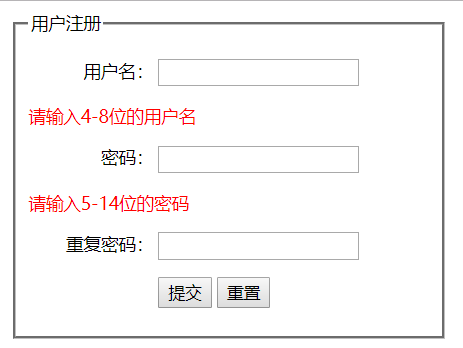 用户注册
用户名：
请输入4-8位的用户名
密码：
请输入5-14位的密码
重复密码：
提交 重置